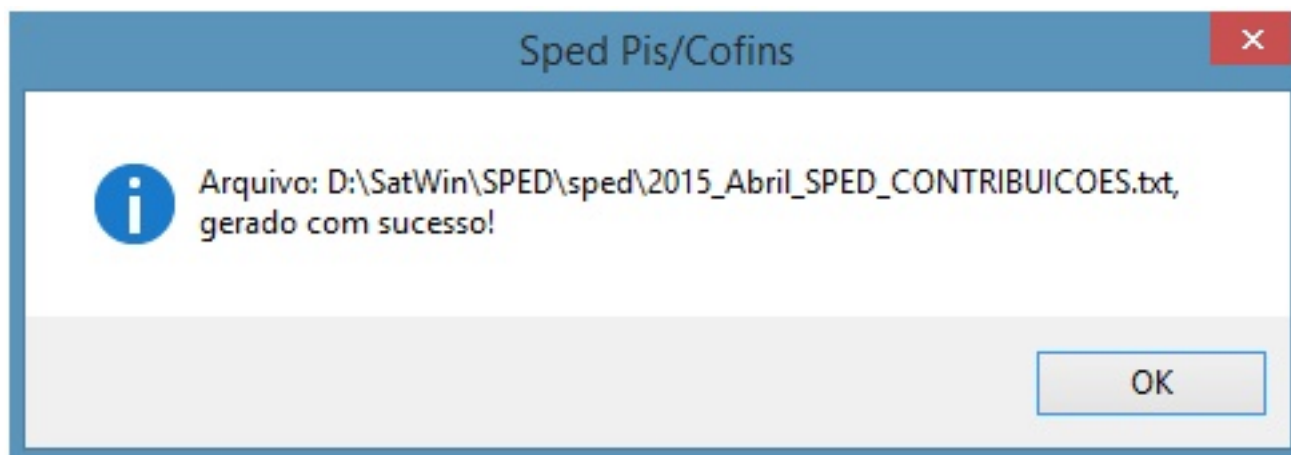 Sped Pis/Cofins
Arquivo: D:\SatWin\SPED\sped\2015_Abril_SPED_CONTRIBUICOES.txt,
gerado com sucesso!
OK